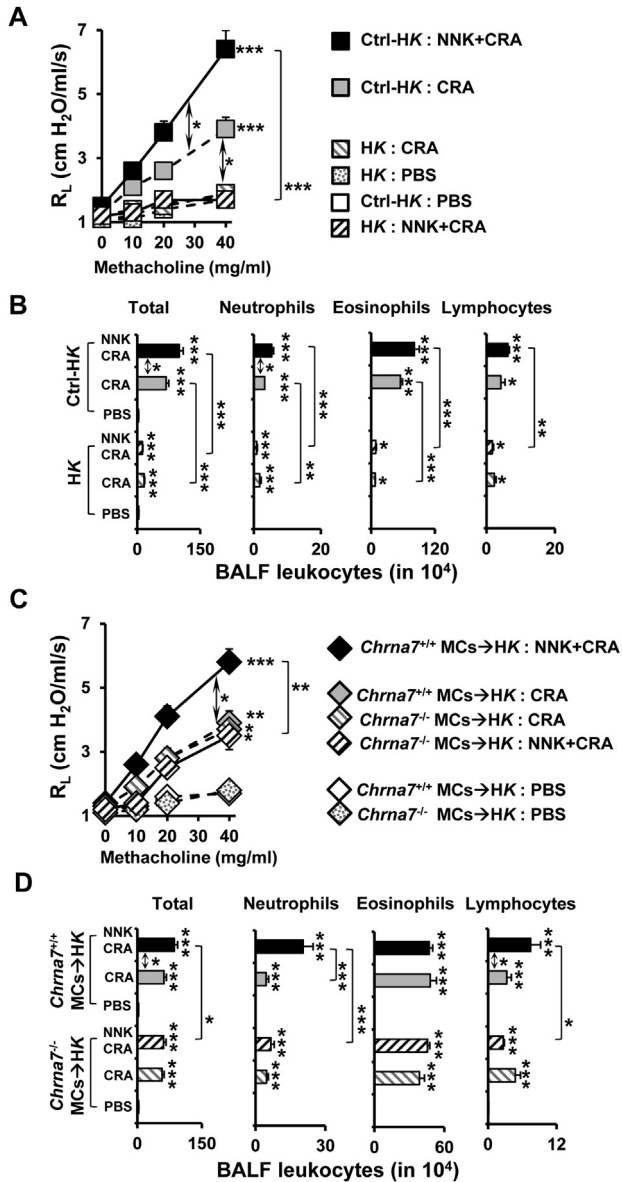 A
R_L (cm H₂O/ml/s)
7
5
3
1
0 10 20 40
Methacholine (mg/ml)
***
***
*
*
***
Ctrl-HK : NNK+CRA
Ctrl-HK : CRA
HK : CRA
HK : PBS
Ctrl-HK : PBS
HK : NNK+CRA
B
Total Neutrophils Eosinophils Lymphocytes
Ctrl-HK
NNK
CRA
CRA
PBS
HK
NNK
CRA
CRA
PBS
*** *** *** **
* * ***
*** *** *** *
*** *** *** **
*** *** * *
*** ** ***
*** *** * *
0 150 0 20 0 120 0 20
BALF leukocytes (in 10⁴)
C
R_L (cm H₂O/ml/s)
7
5
3
1
0 10 20 40
Methacholine (mg/ml)
***
**
*
**
*
*
Chrna7+/+ MCs→HK : NNK+CRA
Chrna7+/+ MCs→HK : CRA
Chrna7-/- MCs→HK : CRA
Chrna7-/- MCs→HK : NNK+CRA
Chrna7+/+ MCs→HK : PBS
Chrna7-/- MCs→HK : PBS
D
Total Neutrophils Eosinophils Lymphocytes
Chrna7+/+
MCs→HK
NNK
CRA
CRA
PBS
Chrna7-/-
MCs→HK
NNK
CRA
CRA
PBS
*** *** *** ***
* *** *
*** *** *** ***
* *** *
*** *** *** ***
*** *** *** ***
0 150 0 25 50 0 60 0 12
BALF leukocytes (in 10⁴)